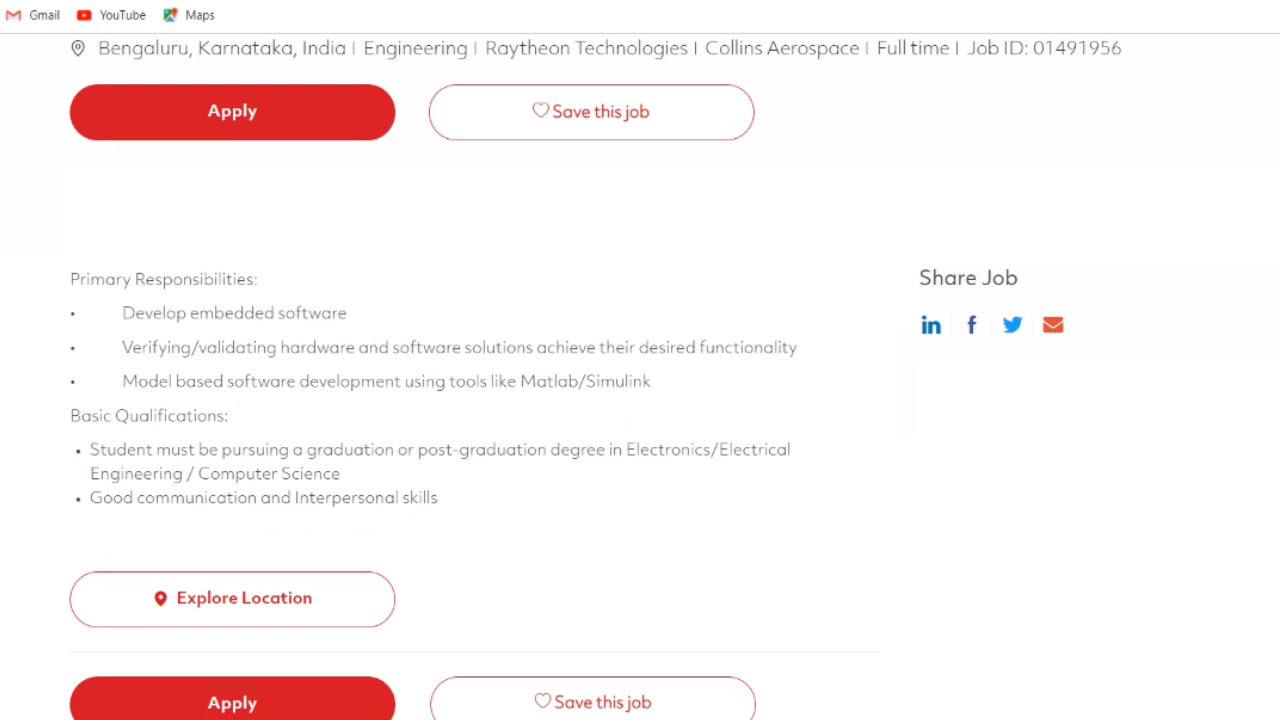 Gmail YouTube Maps
Bengaluru, Karnataka, India | Engineering | Raytheon Technologies | Collins Aerospace | Full time | Job ID: 01491956
Apply Save this job
Primary Responsibilities:
Share Job
• Develop embedded software
• Verifying/validating hardware and software solutions achieve their desired functionality
• Model based software development using tools like Matlab/Simulink
Basic Qualifications:
• Student must be pursuing a graduation or post-graduation degree in Electronics/Electrical
Engineering / Computer Science
• Good communication and Interpersonal skills
Explore Location
Apply Save this job